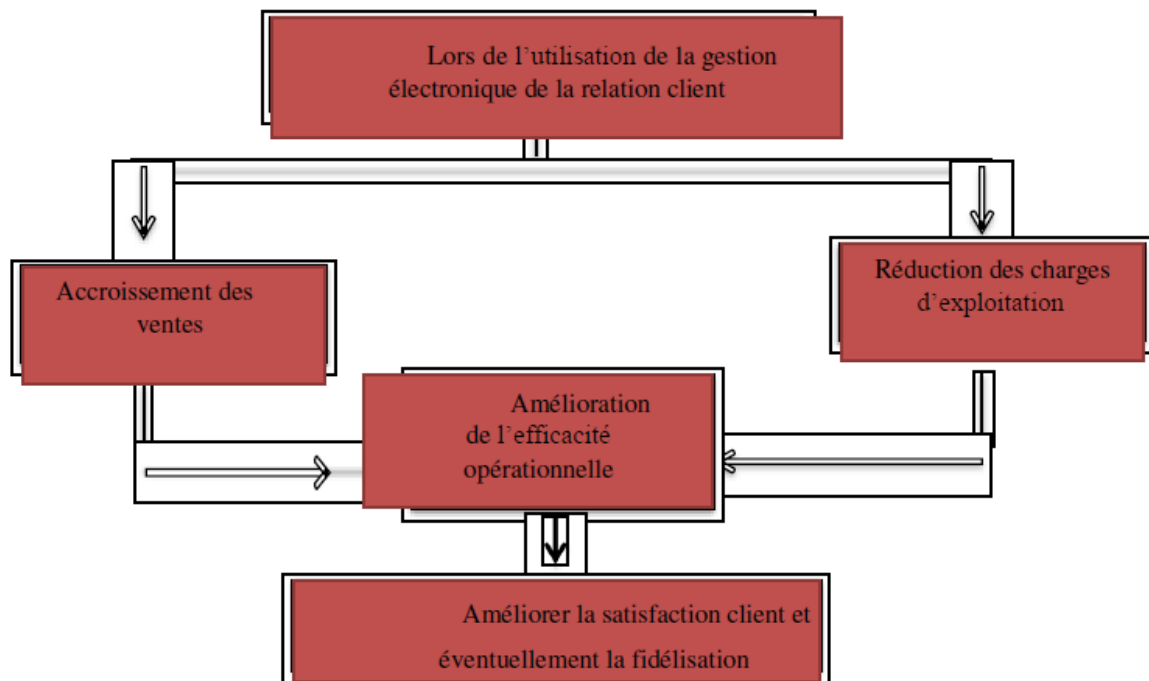 Lors de l’utilisation de la gestion
électronique de la relation client
Accroissement des
ventes
Réduction des charges
d’exploitation
Amélioration
de l’efficacité
opérationnelle
Améliorer la satisfaction client et
éventuellement la fidélisation